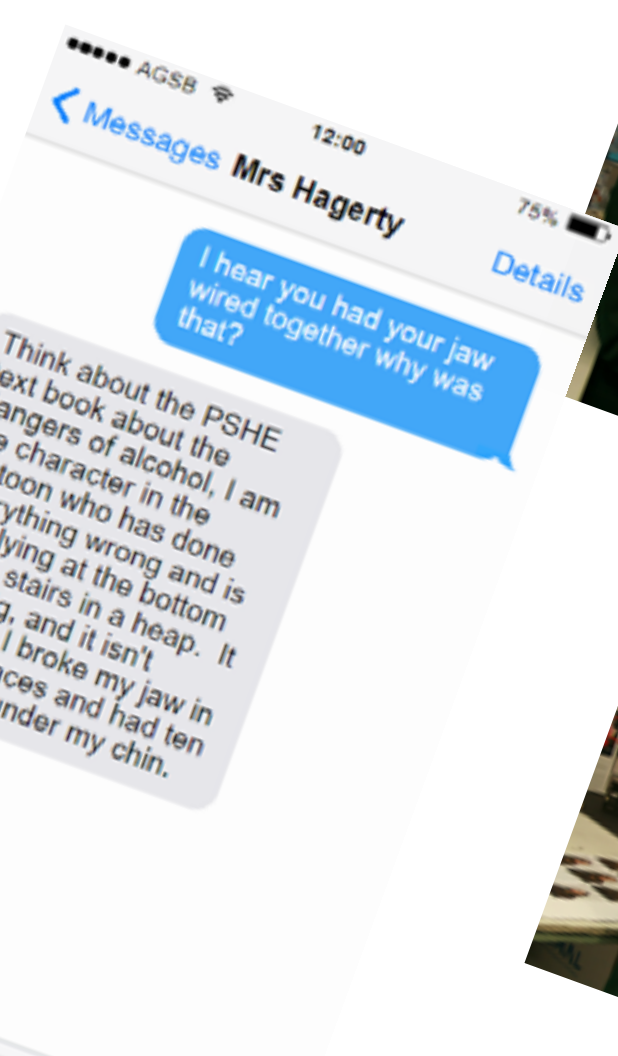 AGSB
12:00
75%
Messages
Mrs Hagerty
Details
I hear you had your jaw
wired together why was
that?
Think about the PSHE
ext book about the
angers of alcohol, I am
e character in the
toon who has done
rything wrong and is
lying at the bottom
stairs in a heap. It
g, and it isn't
I broke my jaw in
ces and had ten
nder my chin.